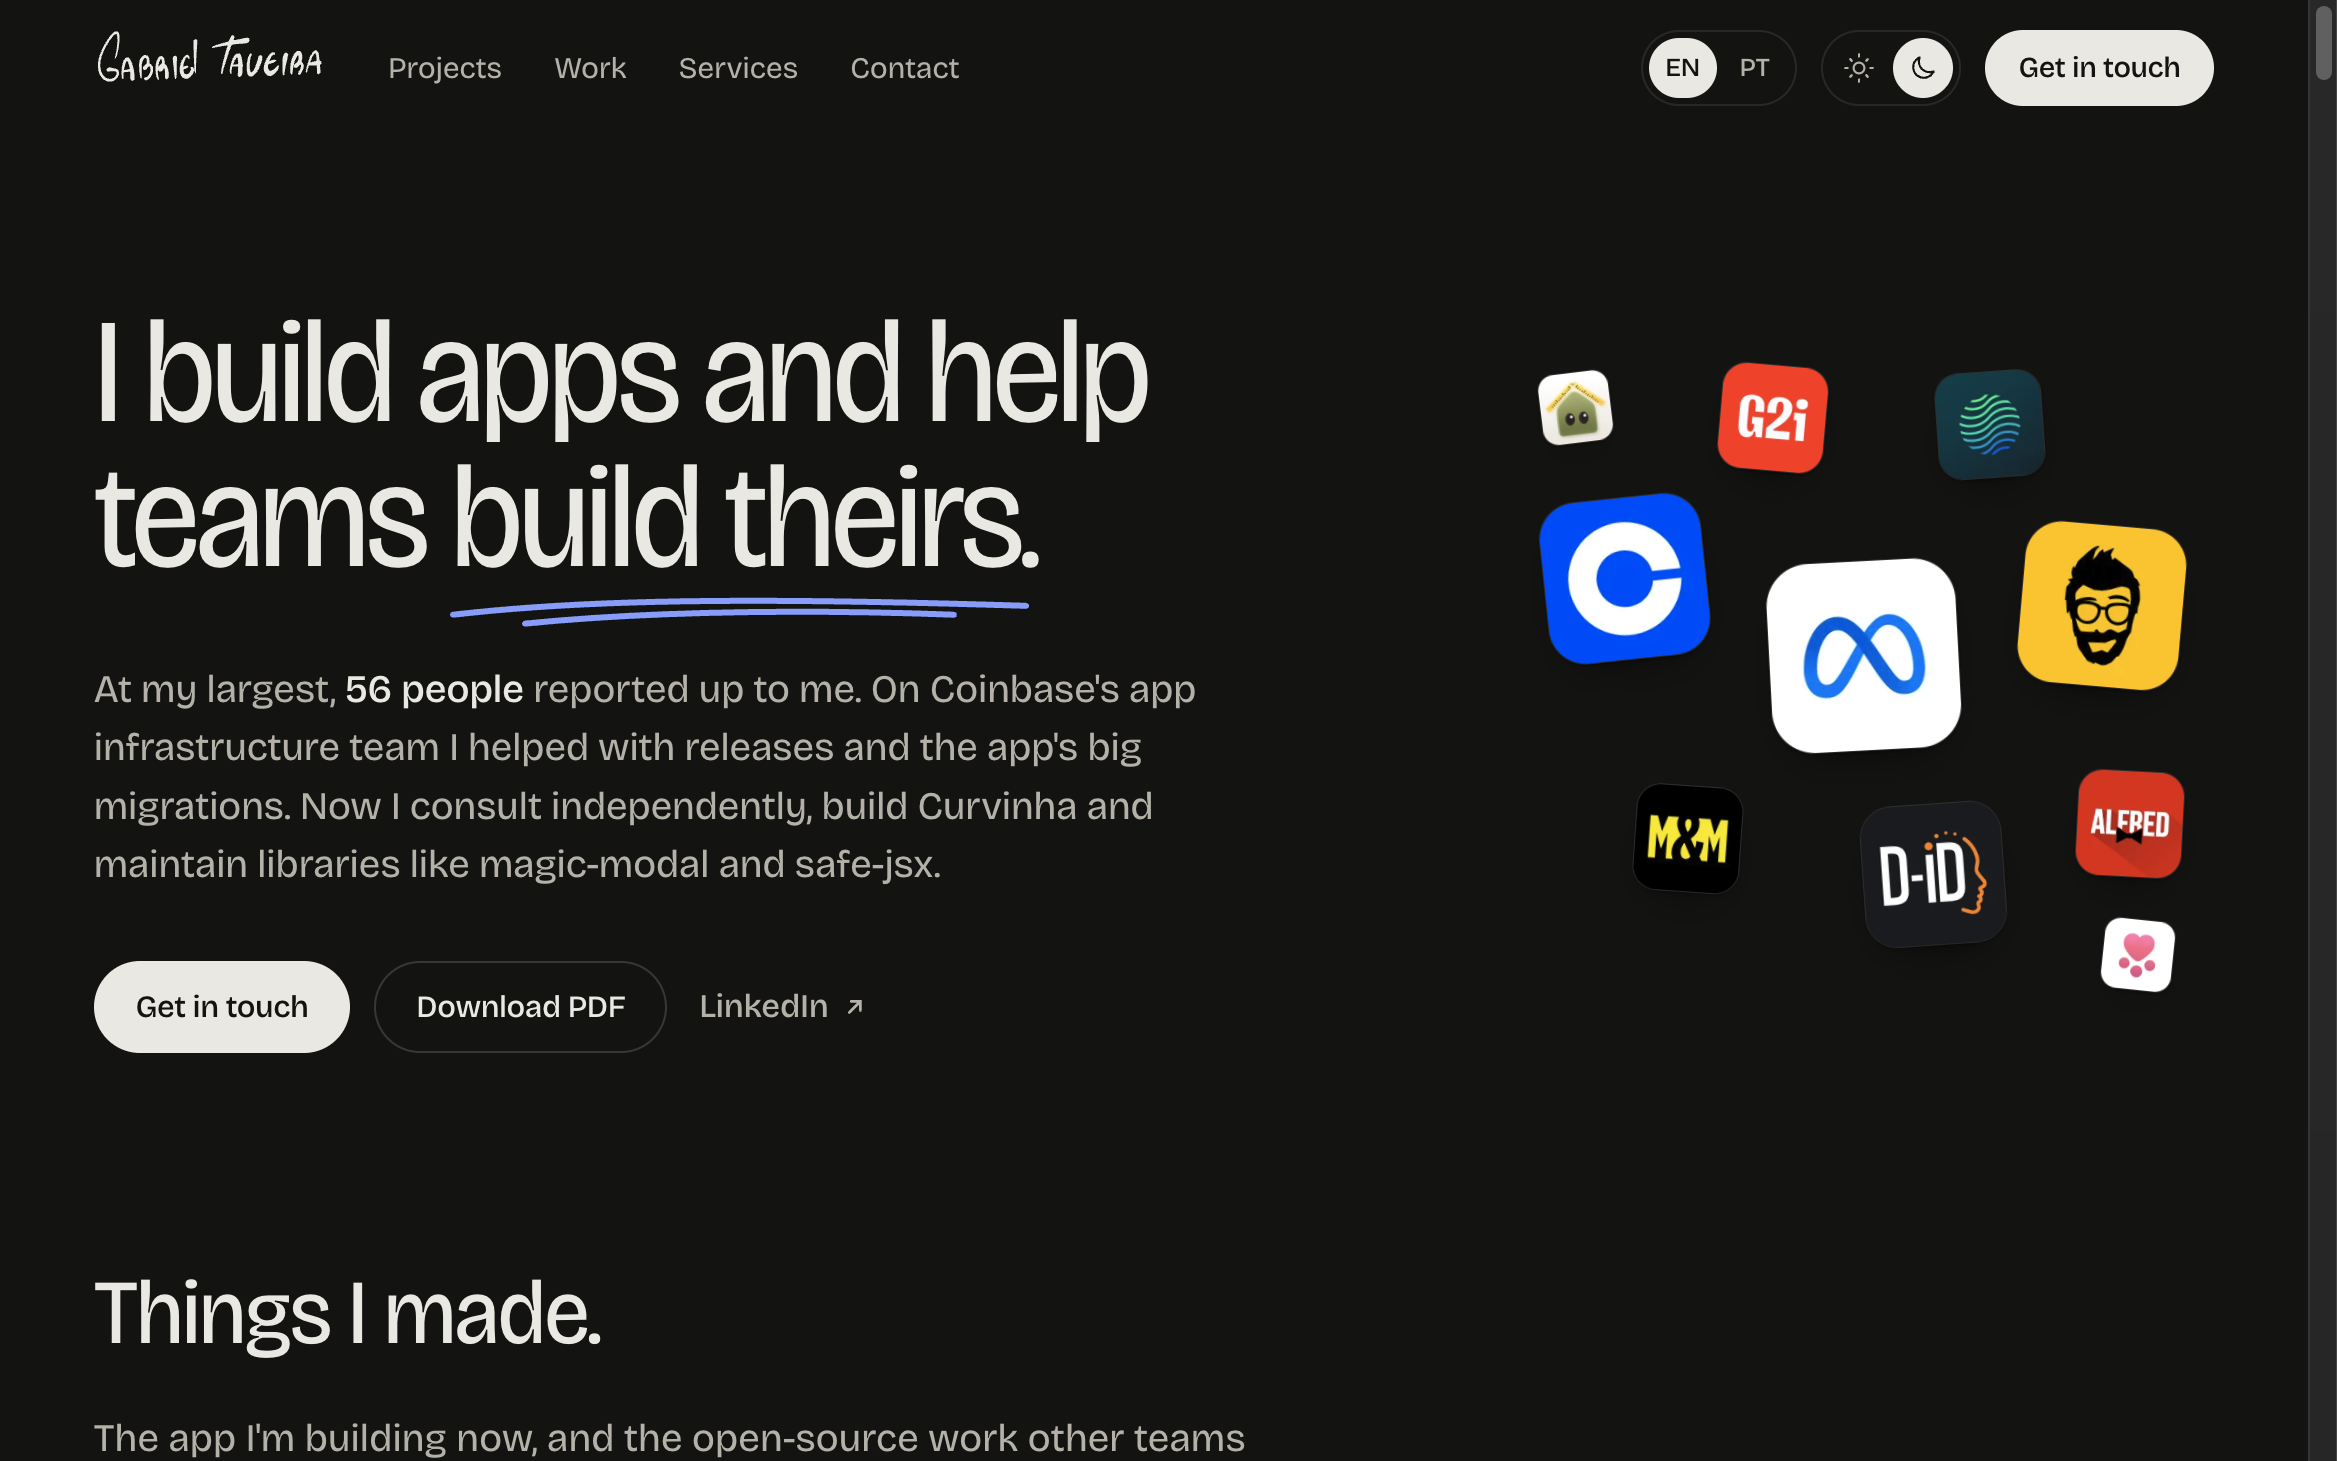 Gabriel Taveira
Projects
Work
Services
Contact
EN
PT
Get in touch
I build apps and help
teams build theirs.
At my largest, 56 people reported up to me. On Coinbase's app
infrastructure team I helped with releases and the app's big
migrations. Now I consult independently, build Curvinha and
maintain libraries like magic-modal and safe-jsx.
Get in touch
Download PDF
LinkedIn ↗
G2i
M&M
D-iD
ALFRED
Things I made.
The app I'm building now, and the open-source work other teams